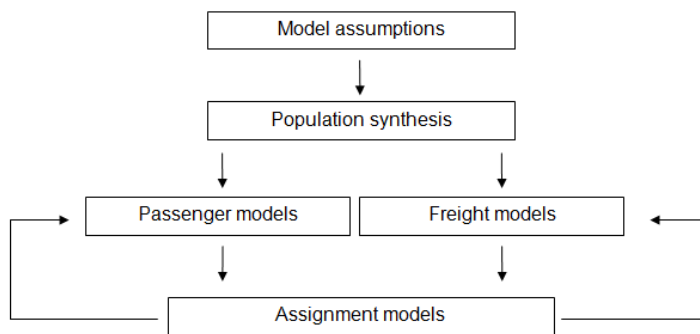 Model assumptions
Population synthesis
Passenger models
Freight models
Assignment models